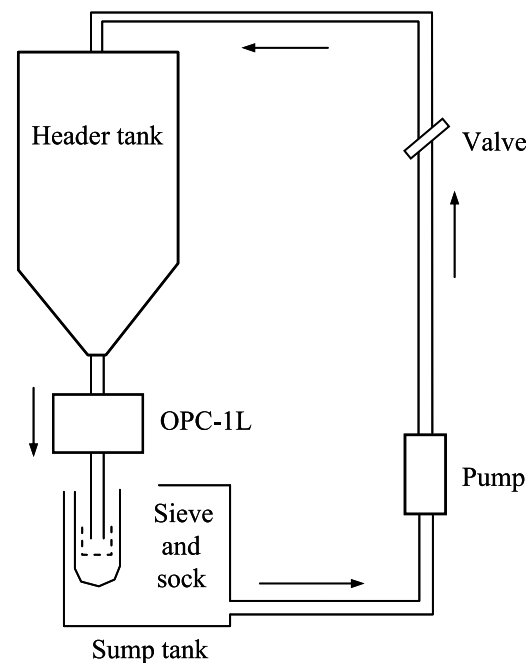 Header tank
Valve
OPC-1L
Pump
Sieve
and
sock
Sump tank